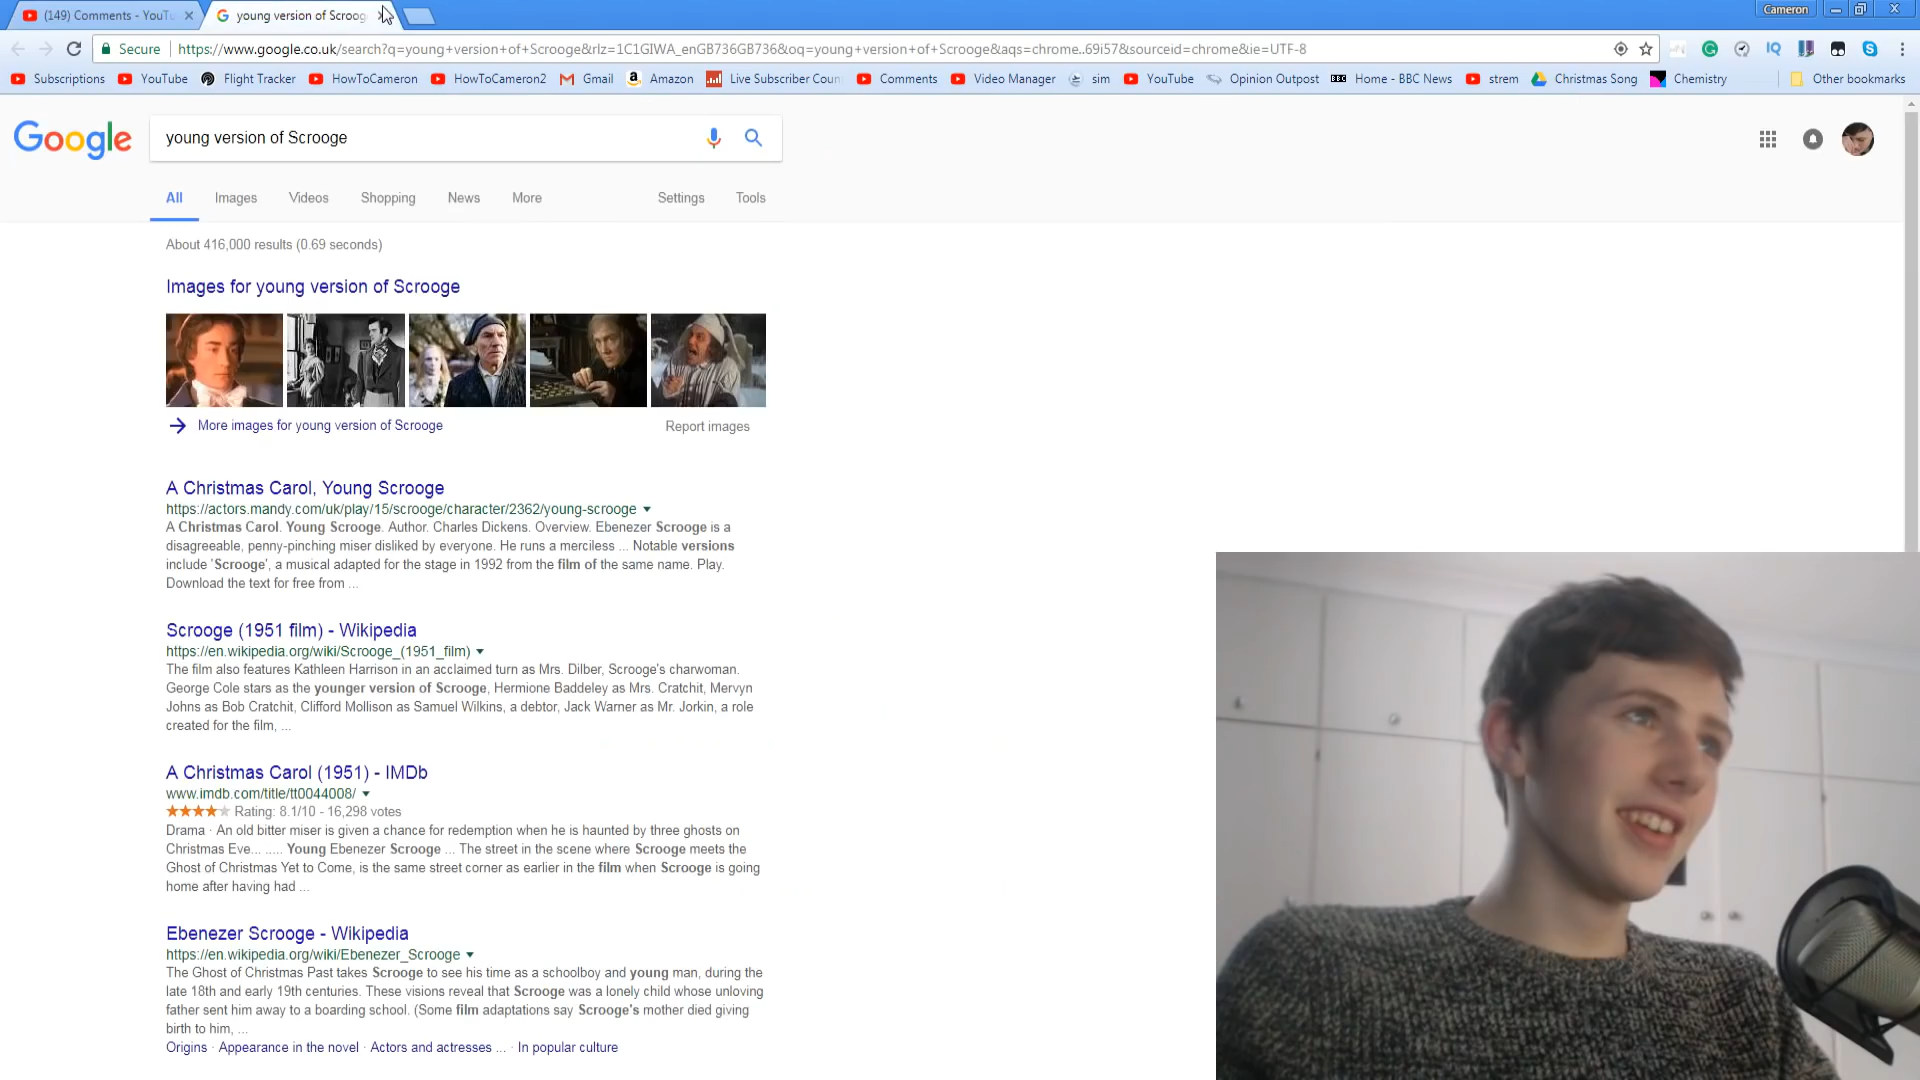 (149) Comments - YouTu
young version of Scrooge
Cameron
Secure
https://www.google.co.uk/search?q=young+version+of+Scrooge&rlz=1C1GIWA_enGB736GB736&oq=young+version+of+Scrooge&aqs=chrome..69i57&sourceid=chrome&ie=UTF-8
Subscriptions YouTube Flight Tracker HowToCameron HowToCameron2 Gmail Amazon Live Subscriber Coun Comments Video Manager sim YouTube Opinion Outpost BBC Home - BBC News strem Christmas Song Chemistry Other bookmarks
Google
young version of Scrooge
All Images Videos Shopping News More Settings Tools
About 416,000 results (0.69 seconds)
Images for young version of Scrooge
More images for young version of Scrooge Report images
A Christmas Carol, Young Scrooge
https://actors.mandy.com/uk/play/15/scrooge/character/2362/young-scrooge
A Christmas Carol. Young Scrooge. Author. Charles Dickens. Overview. Ebenezer Scrooge is a
disagreeable, penny-pinching miser disliked by everyone. He runs a merciless ... Notable versions
include 'Scrooge', a musical adapted for the stage in 1992 from the film of the same name. Play.
Download the text for free from ...
Scrooge (1951 film) - Wikipedia
https://en.wikipedia.org/wiki/Scrooge_(1951_film)
The film also features Kathleen Harrison in an acclaimed turn as Mrs. Dilber, Scrooge's charwoman.
George Cole stars as the younger version of Scrooge, Hermione Baddeley as Mrs. Cratchit, Mervyn
Johns as Bob Cratchit, Clifford Mollison as Samuel Wilkins, a debtor, Jack Warner as Mr. Jorkin, a role
created for the film, ...
A Christmas Carol (1951) - IMDb
www.imdb.com/title/tt0044008/
Rating: 8.1/10 - 16,298 votes
Drama · An old bitter miser is given a chance for redemption when he is haunted by three ghosts on
Christmas Eve... ..... Young Ebenezer Scrooge ... The street in the scene where Scrooge meets the
Ghost of Christmas Yet to Come, is the same street corner as earlier in the film when Scrooge is going
home after having had ...
Ebenezer Scrooge - Wikipedia
https://en.wikipedia.org/wiki/Ebenezer_Scrooge
The Ghost of Christmas Past takes Scrooge to see his time as a schoolboy and young man, during the
late 18th and early 19th centuries. These visions reveal that Scrooge was a lonely child whose unloving
father sent him away to a boarding school. (Some film adaptations say Scrooge's mother died giving
birth to him, ...
Origins · Appearance in the novel · Actors and actresses ... · In popular culture